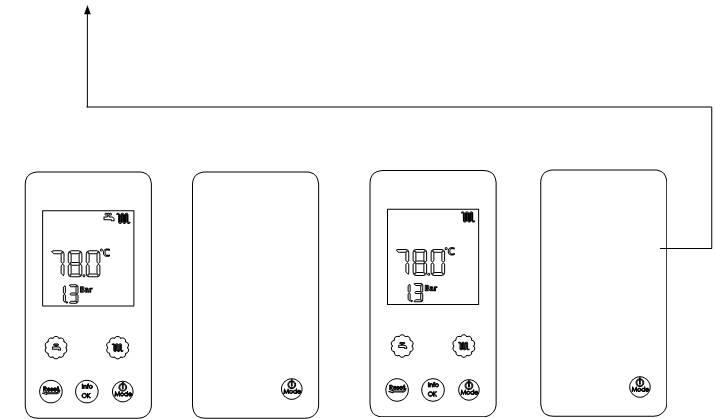 78.0 °C
1.3 Bar
Reset
Info
OK
Mode
Mode
78.0 °C
1.3 Bar
Reset
Info
OK
Mode
Mode